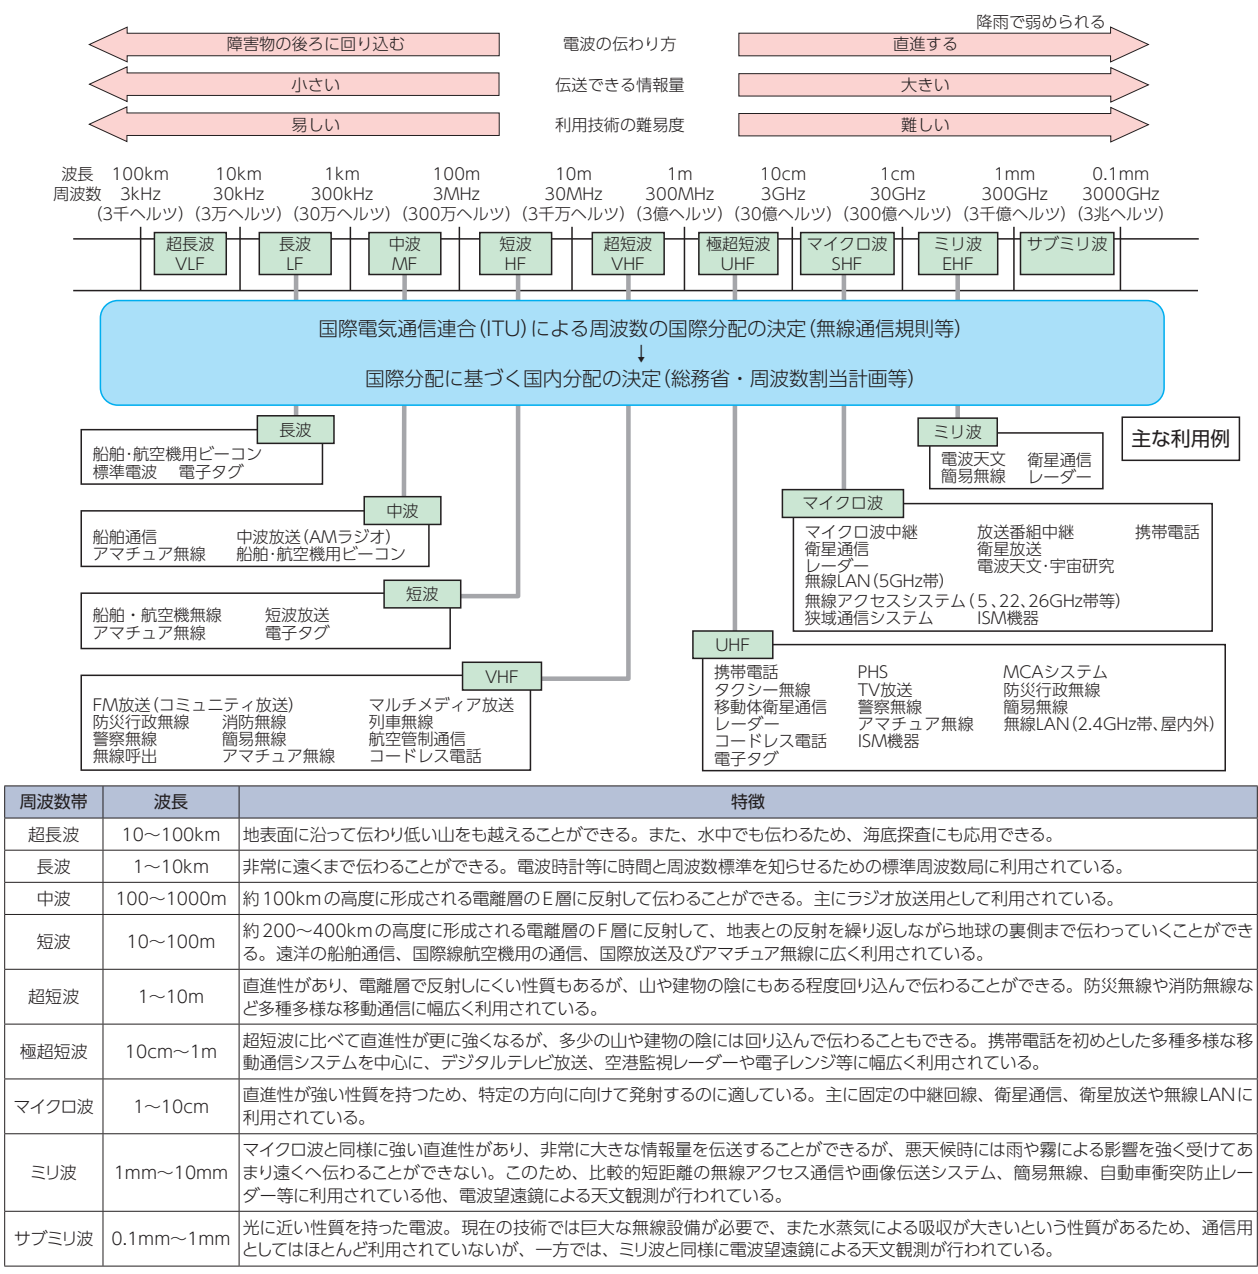 降雨で弱められる
障害物の後ろに回り込む 電波の伝わり方 直進する
小さい 伝送できる情報量 大きい
易しい 利用技術の難易度 難しい
波長 100km 10km 1km 100m 10m 1m 10cm 1cm 1mm 0.1mm
周波数 3kHz 30kHz 300kHz 3MHz 30MHz 300MHz 3GHz 30GHz 300GHz 3000GHz
(3千ヘルツ) (3万ヘルツ) (30万ヘルツ) (300万ヘルツ) (3千万ヘルツ) (3億ヘルツ) (30億ヘルツ) (300億ヘルツ) (3千億ヘルツ) (3兆ヘルツ)
超長波 長波 中波 短波 超短波 極超短波 マイクロ波 ミリ波 サブミリ波
VLF LF MF HF VHF UHF SHF EHF
国際電気通信連合(ITU)による周波数の国際分配の決定(無線通信規則等)
↓
国際分配に基づく国内分配の決定(総務省・周波数割当計画等)
主な利用例
長波
船舶・航空機用ビーコン
標準電波 電子タグ
中波
船舶通信 中波放送(AMラジオ)
アマチュア無線 船舶・航空機用ビーコン
短波
船舶・航空機無線 短波放送
アマチュア無線 電子タグ
VHF
FM放送(コミュニティ放送) マルチメディア放送
防災行政無線 消防無線 列車無線
警察無線 簡易無線 航空管制通信
無線呼出 アマチュア無線 コードレス電話
ミリ波
電波天文 衛星通信
簡易無線 レーダー
マイクロ波
マイクロ波中継 放送番組中継 携帯電話
衛星通信 衛星放送
レーダー 電波天文・宇宙研究
無線LAN(5GHz帯)
無線アクセスシステム(5、22、26GHz帯等)
狭域通信システム ISM機器
UHF
携帯電話 PHS MCAシステム
タクシー無線 TV放送 防災行政無線
移動体衛星通信 警察無線 簡易無線
レーダー アマチュア無線 無線LAN(2.4GHz帯、屋内外)
コードレス電話 ISM機器
電子タグ
周波数帯 波長 特徴
超長波 10〜100km 地表面に沿って伝わり低い山をも越えることができる。また、水中でも伝わるため、海底探査にも応用できる。
長波 1〜10km 非常に遠くまで伝わることができる。電波時計等に時間と周波数標準を知らせるための標準周波数局に利用されている。
中波 100〜1000m 約100kmの高度に形成される電離層のE層に反射して伝わることができる。主にラジオ放送用として利用されている。
短波 10〜100m 約200〜400kmの高度に形成される電離層のF層に反射して、地表との反射を繰り返しながら地球の裏側まで伝わっていくことができ
る。遠洋の船舶通信、国際線航空機用の通信、国際放送及びアマチュア無線に広く利用されている。
超短波 1〜10m 直進性があり、電離層で反射しにくい性質もあるが、山や建物の陰にもある程度回り込んで伝わることができる。防災無線や消防無線な
ど多種多様な移動通信に幅広く利用されている。
極超短波 10cm〜1m 超短波に比べて直進性が更に強くなるが、多少の山や建物の陰には回り込んで伝わることもできる。携帯電話を初めとした多種多様な移
動通信システムを中心に、デジタルテレビ放送、空港監視レーダーや電子レンジ等に幅広く利用されている。
マイクロ波 1〜10cm 直進性が強い性質を持つため、特定の方向に向けて発射するのに適している。主に固定の中継回線、衛星通信、衛星放送や無線LANに
利用されている。
ミリ波 1mm〜10mm マイクロ波と同様に強い直進性があり、非常に大きな情報量を伝送することができるが、悪天候時には雨や霧による影響を強く受けてあ
まり遠くへ伝わることができない。このため、比較的短距離の無線アクセス通信や画像伝送システム、簡易無線、自動車衝突防止レー
ダー等に利用されている他、電波望遠鏡による天文観測が行われている。
サブミリ波 0.1mm〜1mm 光に近い性質を持った電波。現在の技術では巨大な無線設備が必要で、また水蒸気による吸収が大きいという性質があるため、通信用
としてはほとんど利用されていないが、一方では、ミリ波と同様に電波望遠鏡による天文観測が行われている。